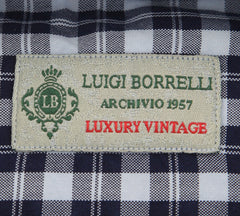 LB
LUIGI BORRELLI
ARCHIVIO 1957
LUXURY VINTAGE